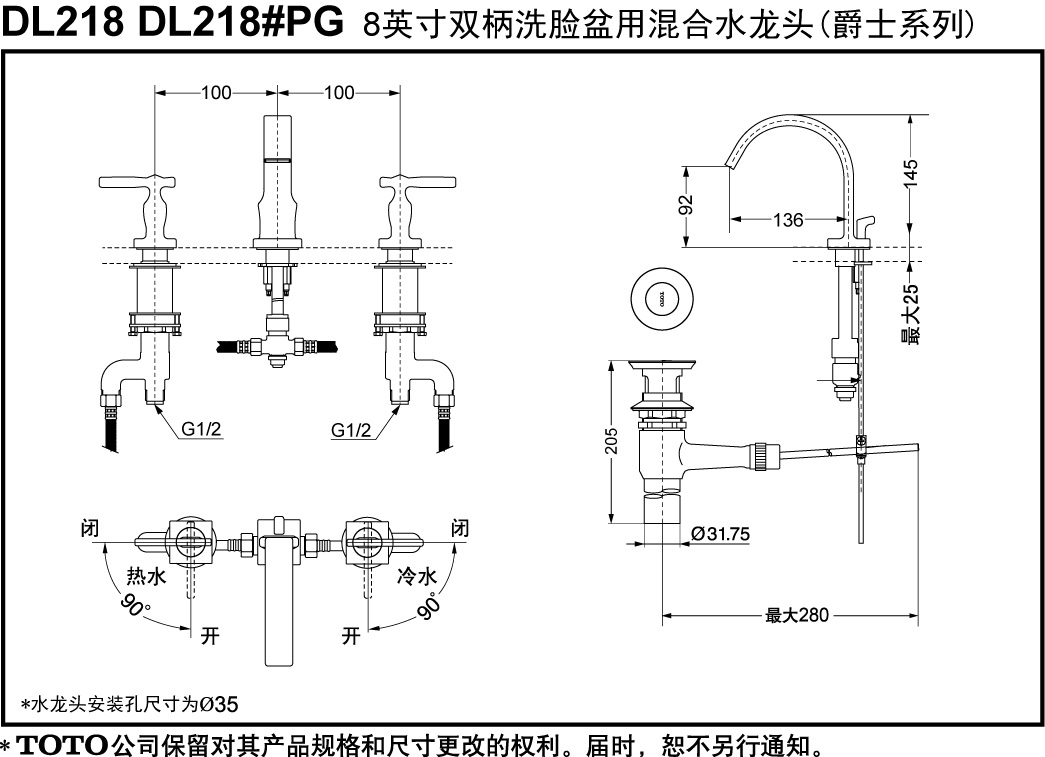 DL218 DL218#PG 8英寸双柄洗脸盆用混合水龙头(爵士系列)
100
100
92
136
145
最大25
TOTO
G1/2
G1/2
205
Ø31.75
最大280
闭
闭
热水
冷水
90°
90°
开
开
*水龙头安装孔尺寸为Ø35
* TOTO公司保留对其产品规格和尺寸更改的权利。届时，恕不另行通知。